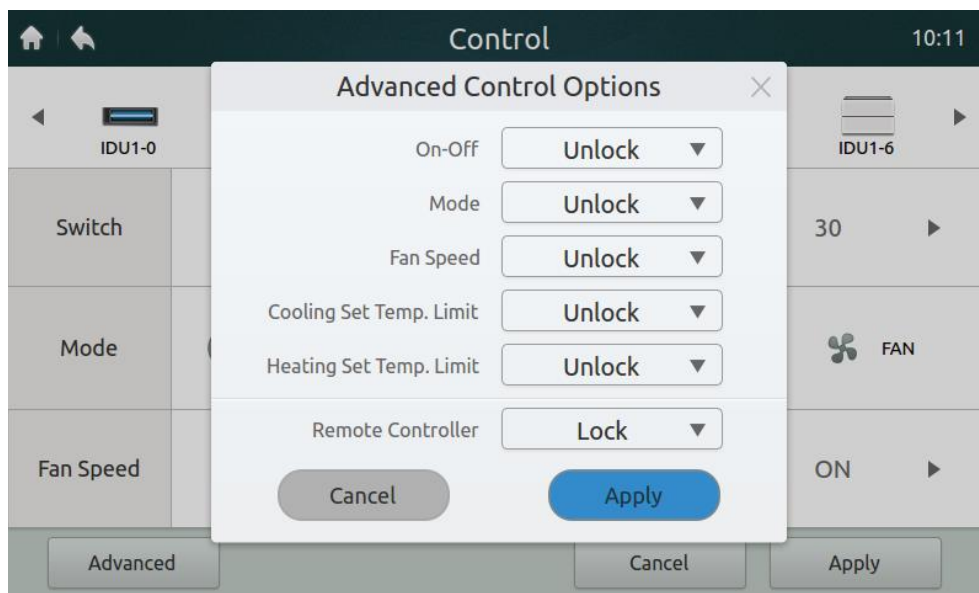 Control
10:11
Advanced Control Options
IDU1-0
IDU1-6
On-Off Unlock
Mode Unlock
Fan Speed Unlock
Cooling Set Temp. Limit Unlock
Heating Set Temp. Limit Unlock
Remote Controller Lock
Cancel Apply
Switch
30
Mode
FAN
Fan Speed
ON
Advanced Cancel Apply